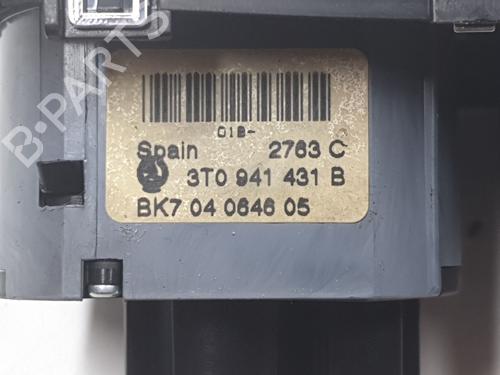 B-PARTS
01B-
Spain 2763 C
3T0 941 431 B
BK7 04 0646 05